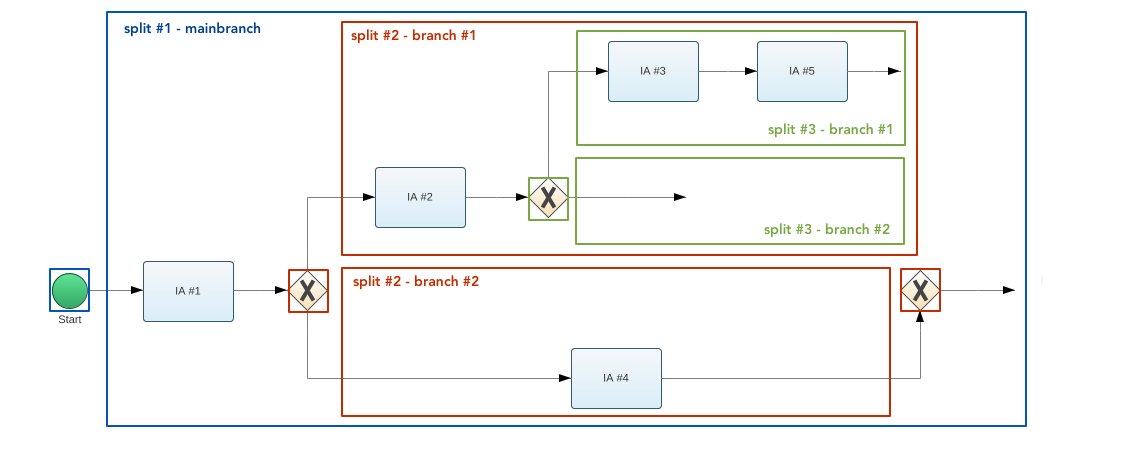 split #1 - mainbranch
split #2 - branch #1
IA #3
IA #5
split #3 - branch #1
IA #2
X
split #3 - branch #2
Start
IA #1
X
split #2 - branch #2
X
IA #4